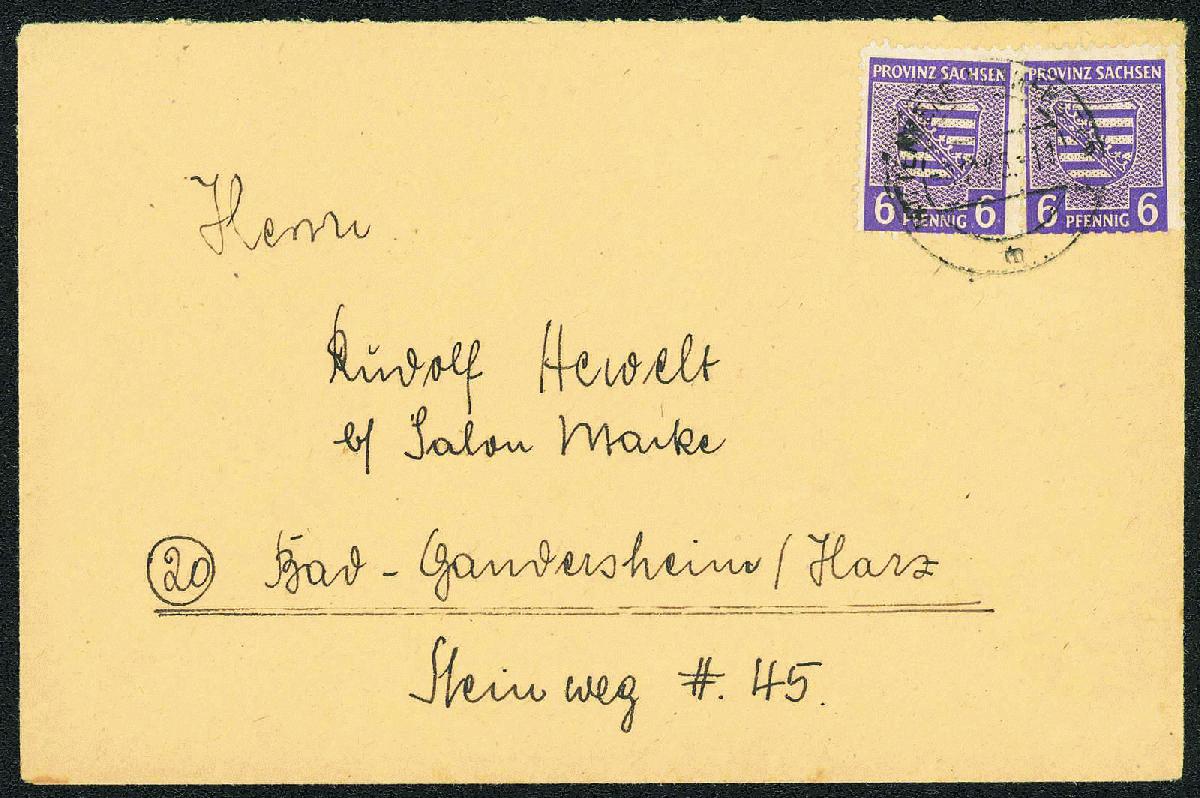 PROVINZ SACHSEN PROVINZ SACHSEN
6 PFENNIG 6 6 PFENNIG 6
Herrn
Rudolf Hewelt
b/ Salon Marke
20 Bad - Gandersheim / Harz
Steinweg #. 45.